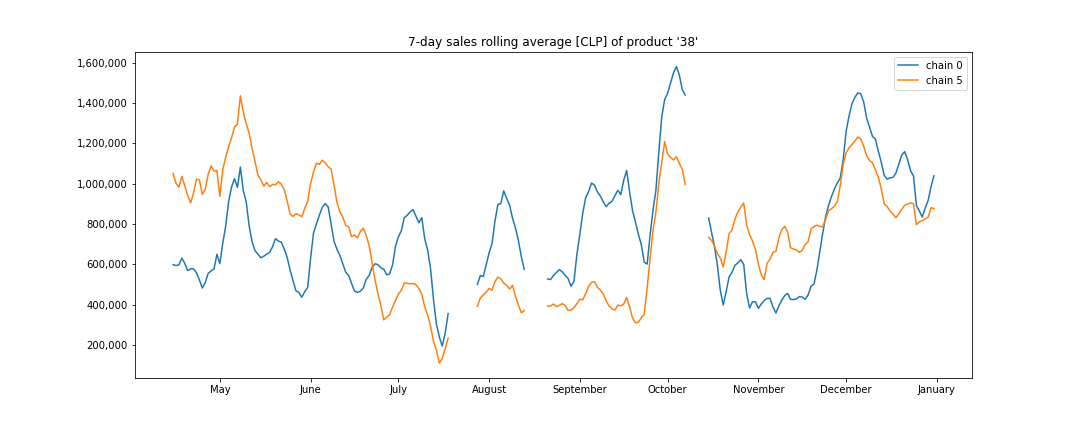 7-day sales rolling average [CLP] of product '38'
1,600,000
1,400,000
1,200,000
1,000,000
800,000
600,000
400,000
200,000
chain 0
chain 5
May June July August September October November December January